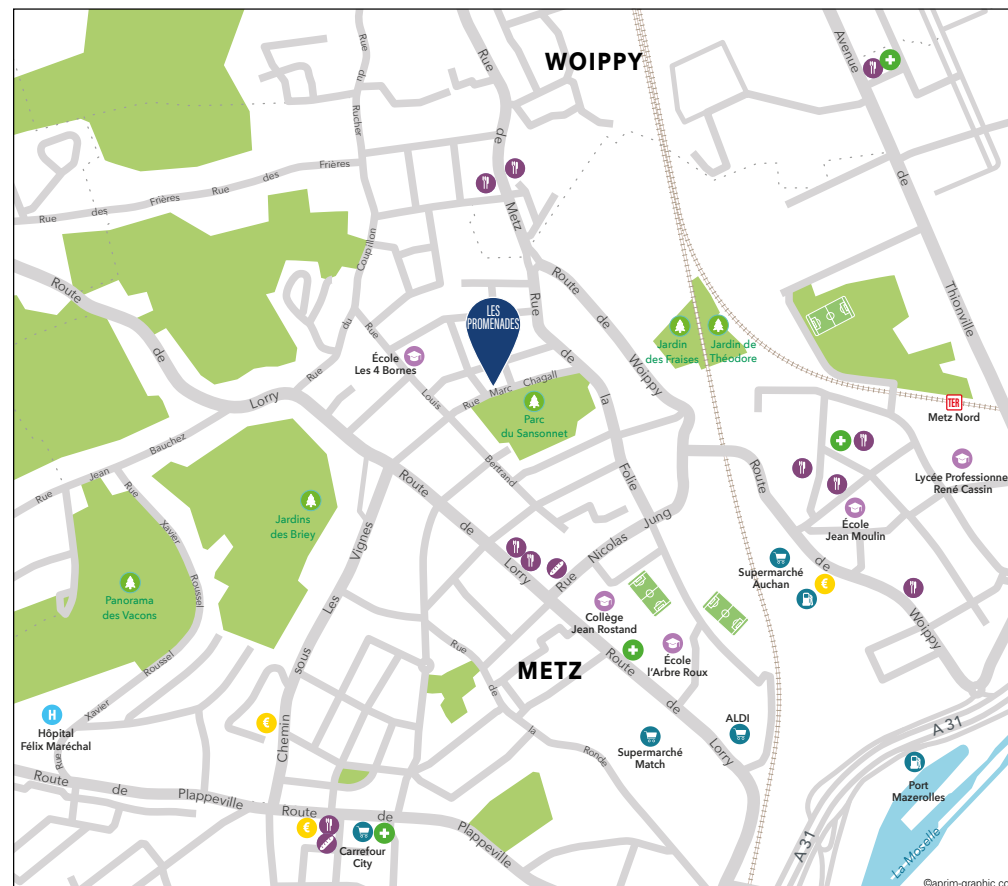 WOIPPY
Rue
de
Metz
Rue
du
Rucher
Avenue
de
Thionville
Rue
des
Frières
Rue
des
Frières
Route
de
Lorry
Rue
du
Coupillon
LES
PROMENADES
Rue
de
la
Folie
Route
de
Woippy
Jardin
des Fraises
Jardin de
Théodore
École
Les 4 Bornes
Rue
Louis
Bertrand
Rue Marc Chagall
Parc
du Sansonnet
TER
Metz Nord
Lycée Professionne
René Cassin
École
Jean Moulin
Rue
Jean
Bauchez
Rue
Xavier
Roussel
Jardins
des Briey
Panorama
des Vacons
Chemin
sous
Les
Vignes
Route
de
Lorry
Rue Nicolas Jung
Route
de
Woippy
Supermarché
Auchan
€
Collège
Jean Rostand
École
l'Arbre Roux
METZ
Route
de
Lorry
Rue
de
la
Ronde
Rue
Xavier
Roussel
H
Hôpital
Félix Maréchal
€
ALDI
Supermarché
Match
A 31
A 31
Port
Mazerolles
La Moselle
Route
de
Plappeville
Route
de
Plappeville
€
Carrefour
City
©aprim-graphic.co